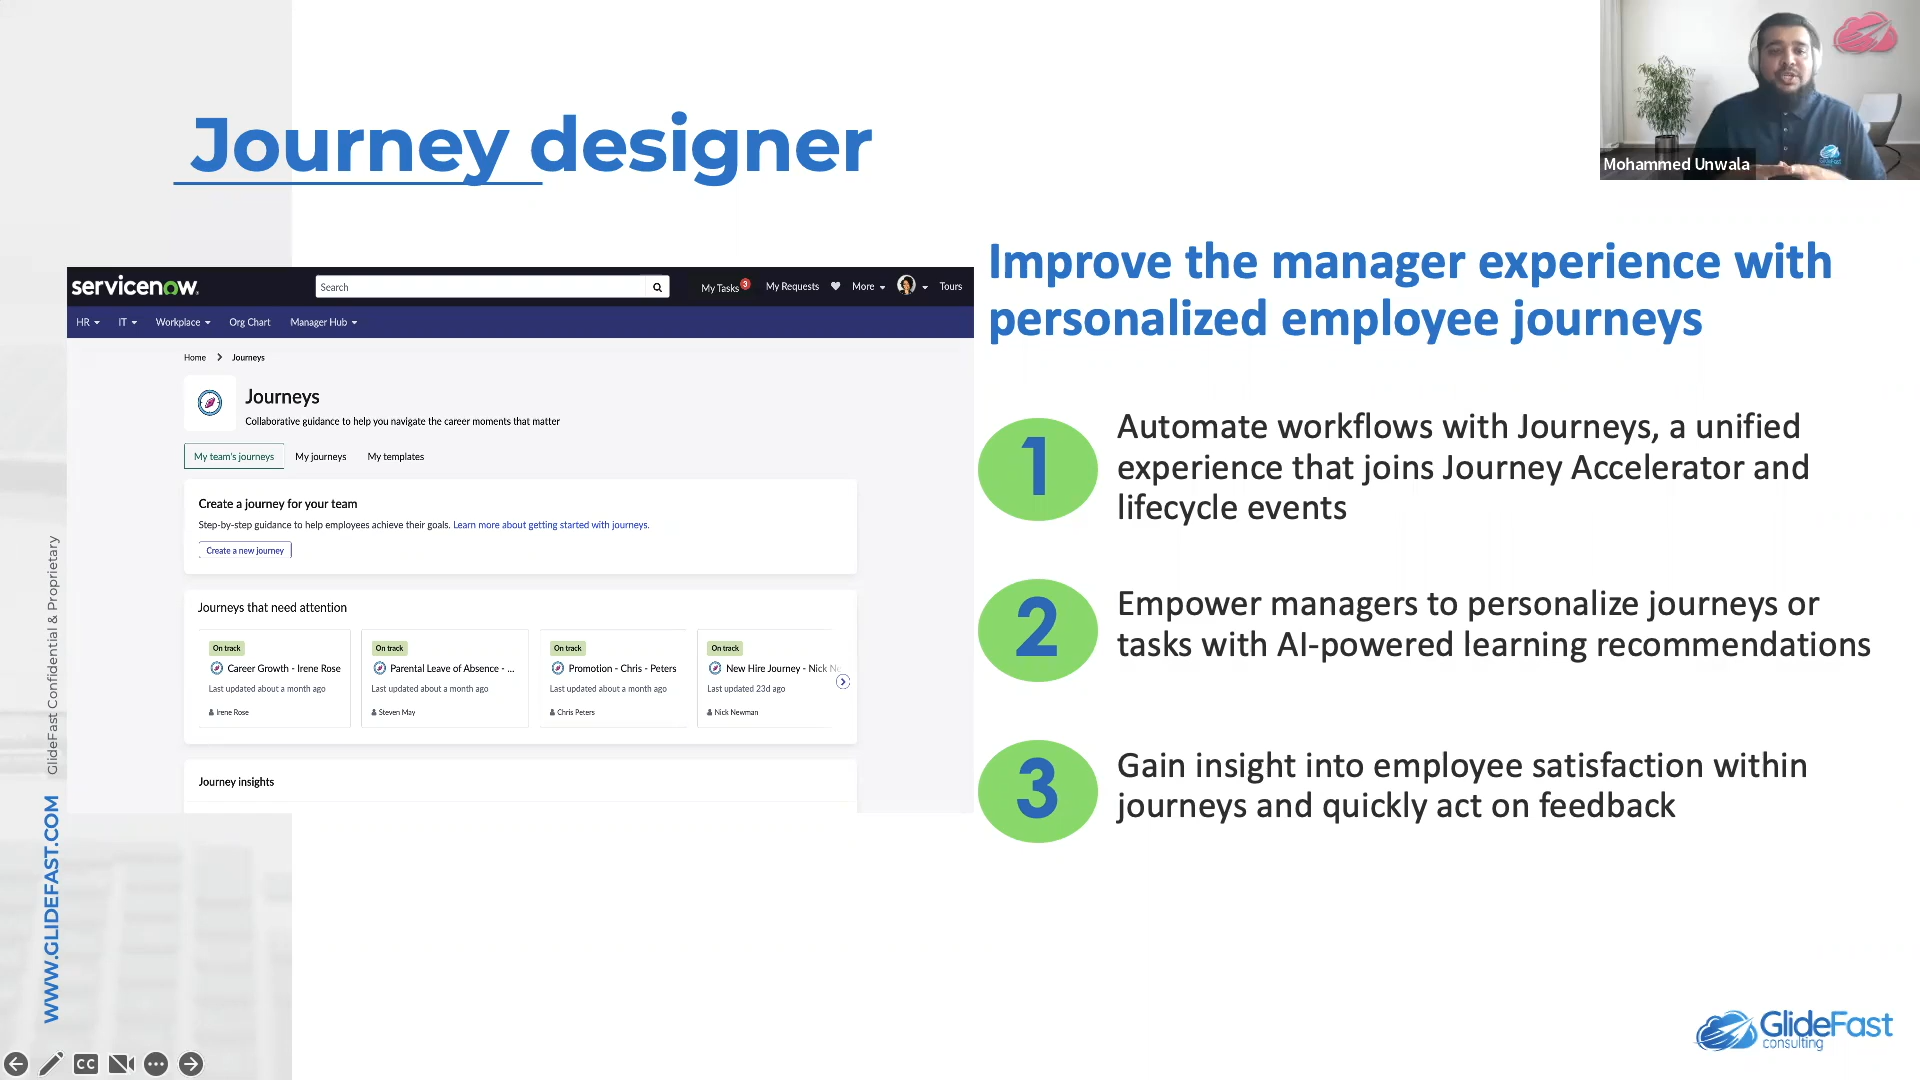 Journey designer
Mohammed Unwala
servicenow.
Search
My Tasks 3
My Requests
More
Tours
HR
IT
Workplace
Org Chart
Manager Hub
Home > Journeys
Journeys
Collaborative guidance to help you navigate the career moments that matter
My team's journeys
My journeys
My templates
Create a journey for your team
Step-by-step guidance to help employees achieve their goals. Learn more about getting started with journeys.
Create a new journey
Journeys that need attention
On track
Career Growth - Irene Rose
Last updated about a month ago
Irene Rose
On track
Parental Leave of Absence - ...
Last updated about a month ago
Steven May
On track
Promotion - Chris - Peters
Last updated about a month ago
Chris Peters
On track
New Hire Journey - Nick Ne
Last updated 23d ago
Nick Newman
Journey insights
Improve the manager experience with
personalized employee journeys
1
Automate workflows with Journeys, a unified
experience that joins Journey Accelerator and
lifecycle events
2
Empower managers to personalize journeys or
tasks with AI-powered learning recommendations
3
Gain insight into employee satisfaction within
journeys and quickly act on feedback
GlideFast Confidential & Proprietary
WWW.GLIDEFAST.COM
CC
GlideFast
consulting